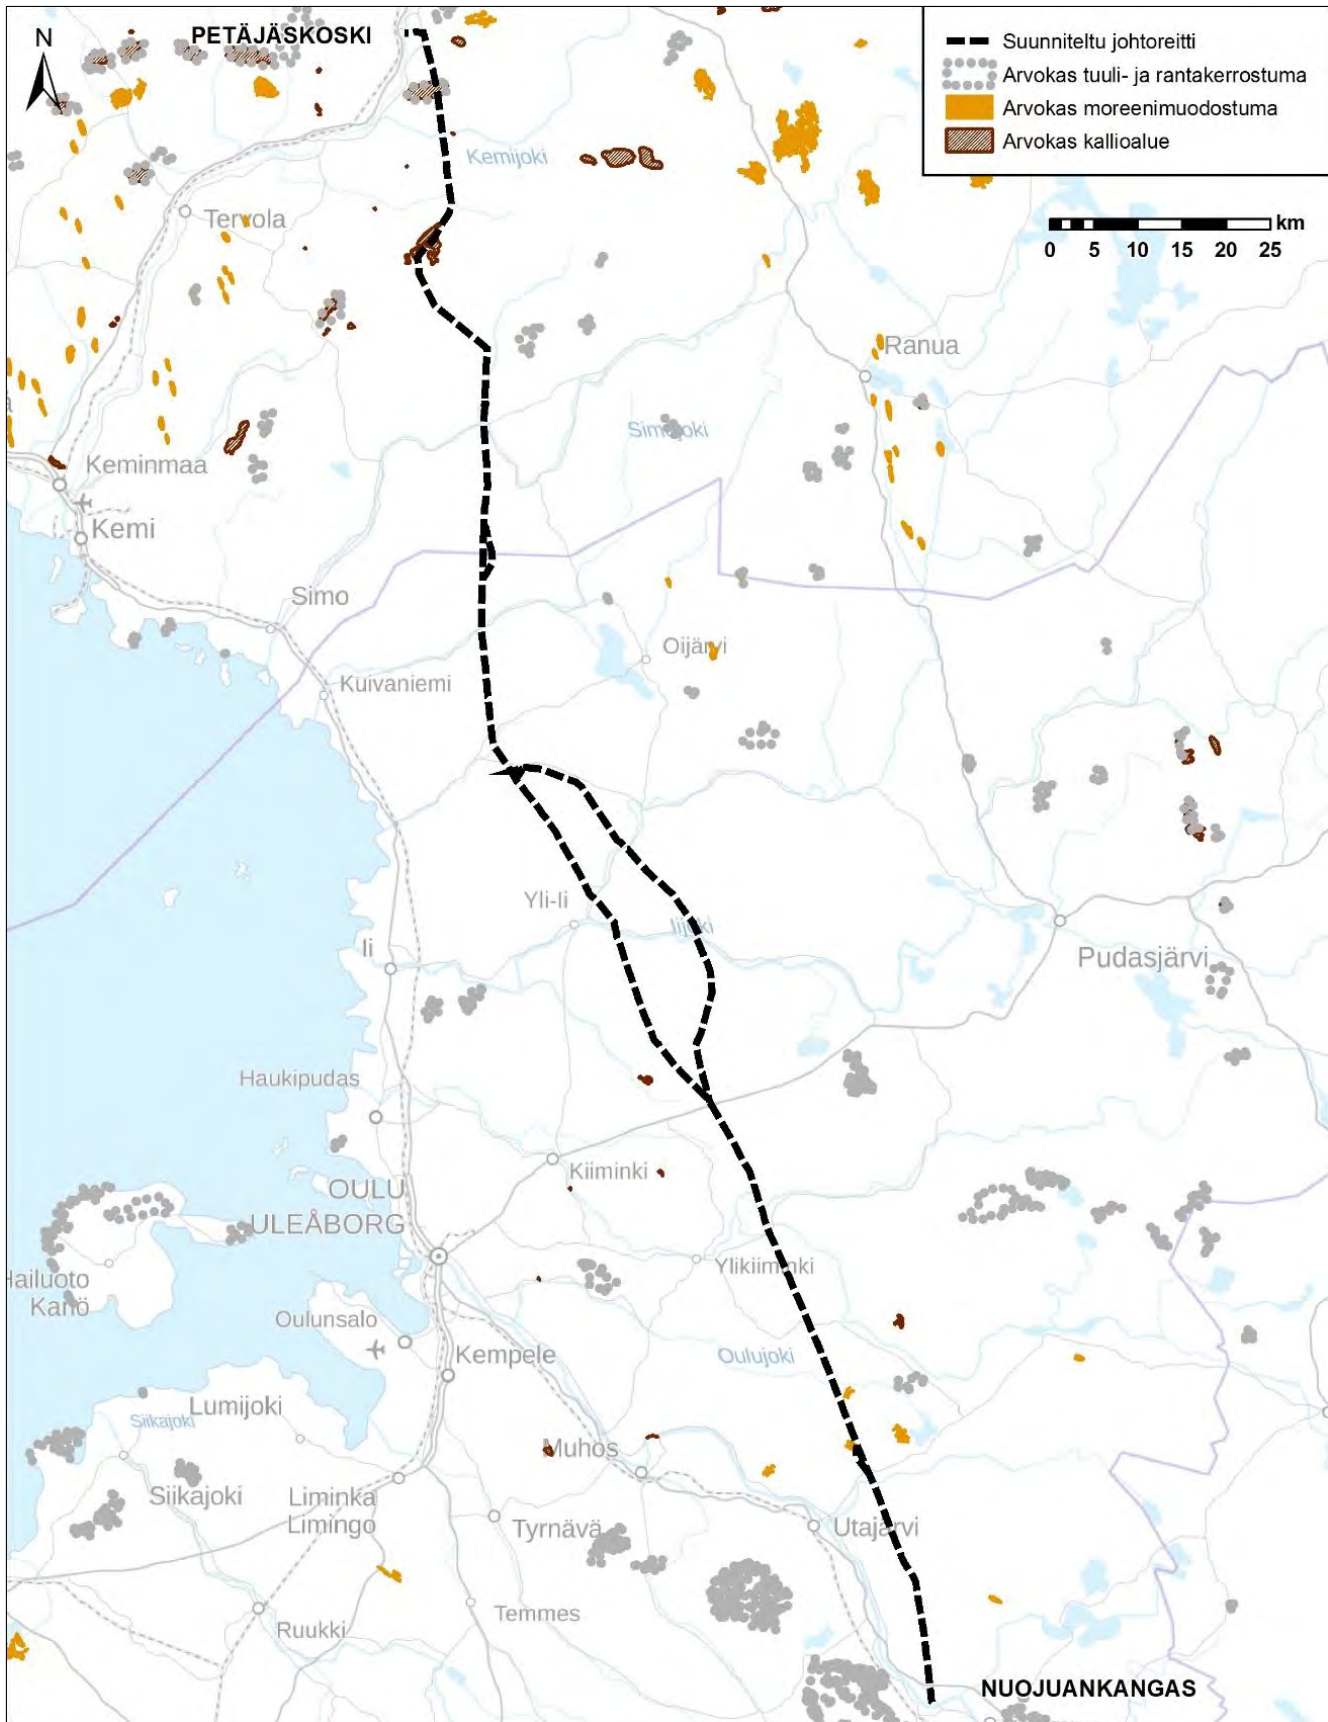 PETÄJÄSKOSKI
N
Suunniteltu johtoreitti
Arvokas tuuli- ja rantakerrostuma
Arvokas moreenimuodostuma
Arvokas kallioalue
km
0 5 10 15 20 25
Kemijoki
Tervola
Ranua
Simojoki
Keminmaa
Kemi
Simo
Oijärvi
Kuivaniemi
Yli-Ii
Iijoki
Ii
Pudasjärvi
Haukipudas
Kiiminki
OULU
ULEÅBORG
Ylikiiminki
Hailuoto
Karlö
Oulunsalo
Kempele
Oulujoki
Lumijoki
Siikajoki
Muhos
Siikajoki
Liminka
Limingo
Tyrnävä
Utajärvi
Temmes
Ruukki
NUOJUANKANGAS